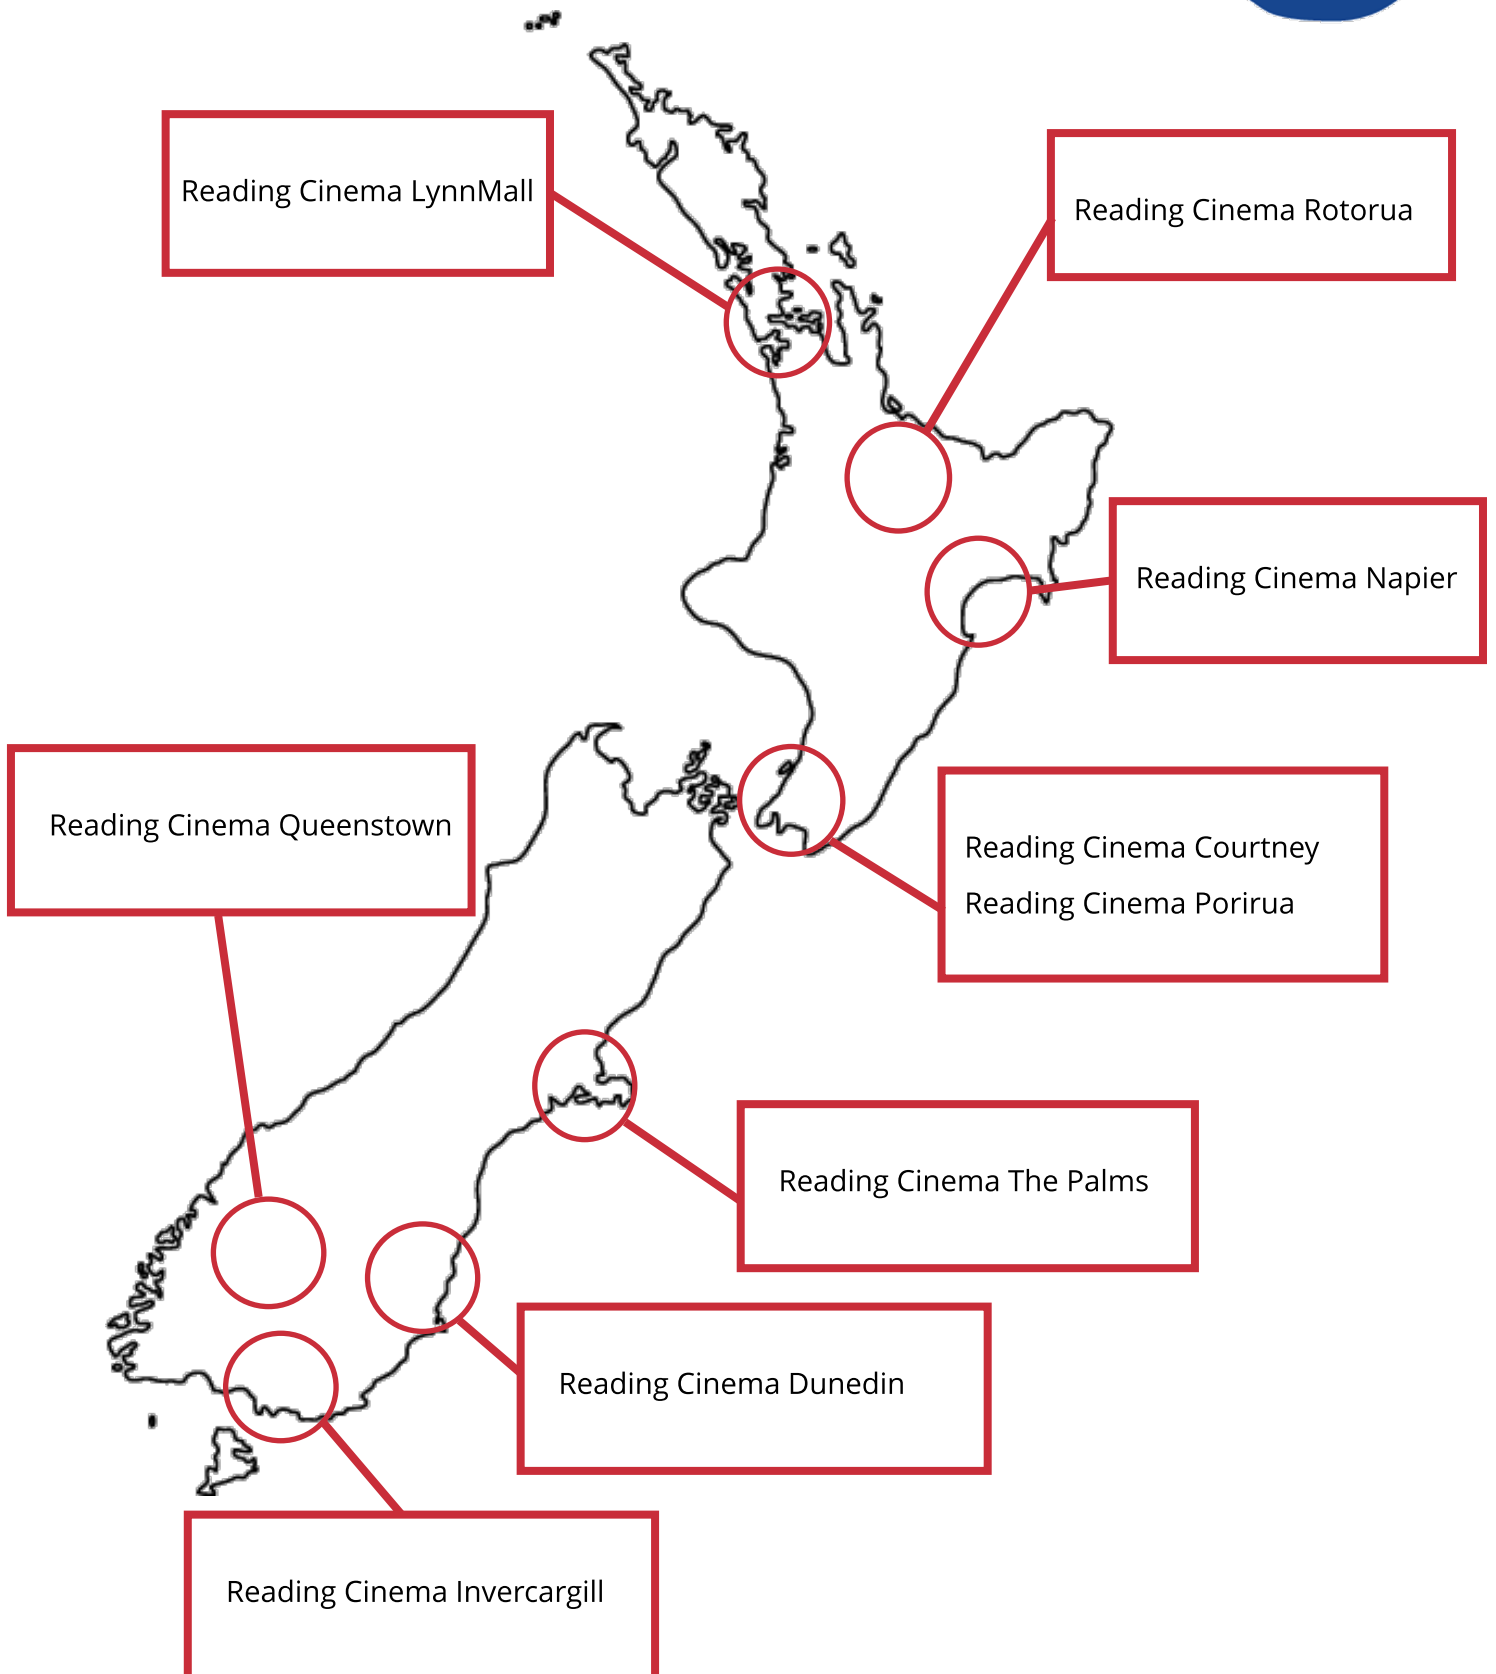 Reading Cinema LynnMall
Reading Cinema Rotorua
Reading Cinema Napier
Reading Cinema Queenstown
Reading Cinema Courtney
Reading Cinema Porirua
Reading Cinema The Palms
Reading Cinema Dunedin
Reading Cinema Invercargill